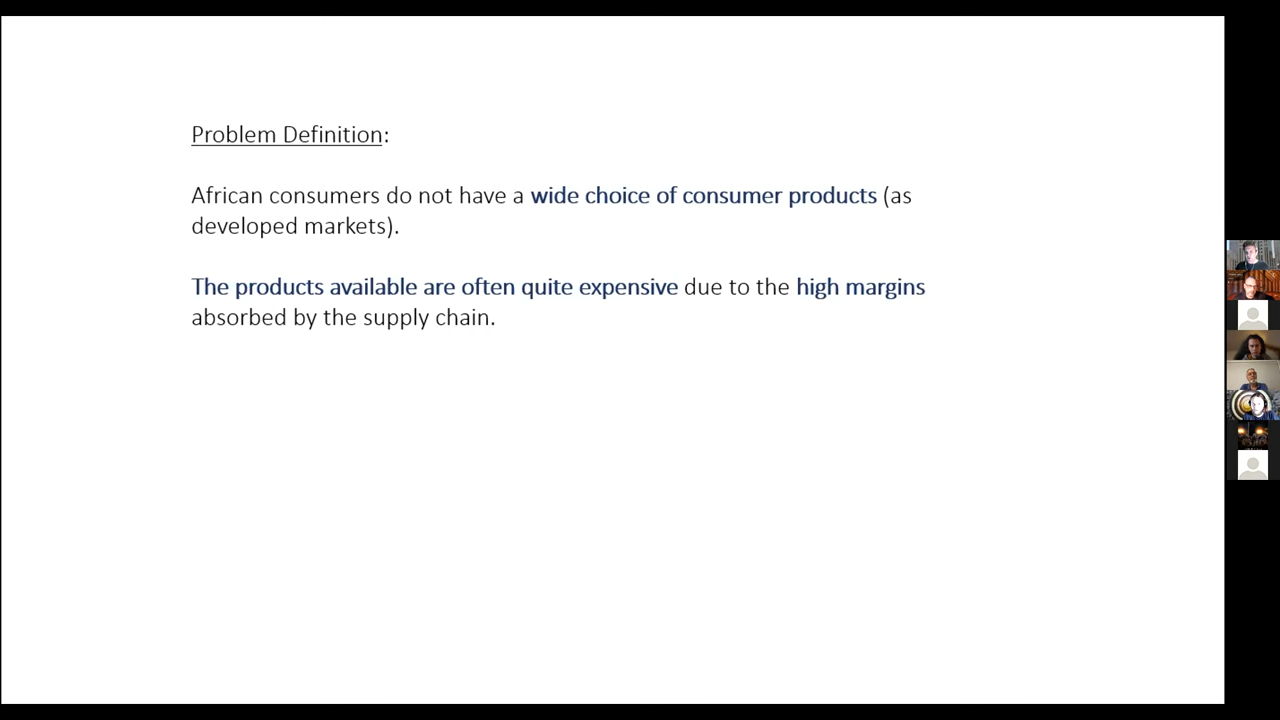 Problem Definition:
African consumers do not have a wide choice of consumer products (as
developed markets).
The products available are often quite expensive due to the high margins
absorbed by the supply chain.